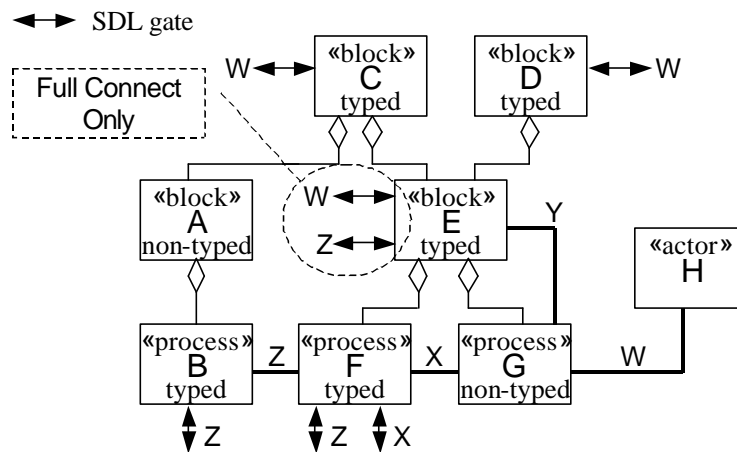 SDL gate
W «block» C typed
«block» D typed W
Full Connect
Only
«block» A non-typed
W Z «block» E typed
Y
«actor» H
«process» B typed
Z
«process» F typed
X
«process» G non-typed
W
Z
Z X